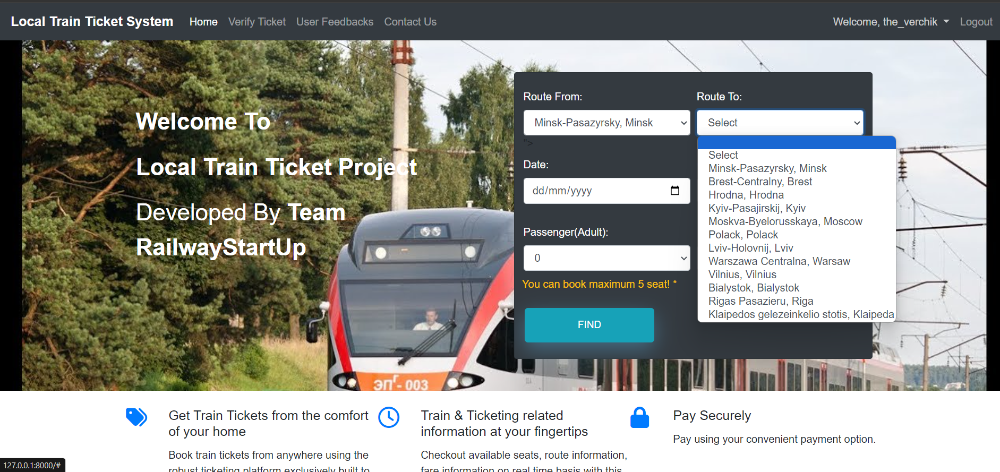 Local Train Ticket System Home Verify Ticket User Feedbacks Contact Us Welcome, the_verchik Logout
Welcome To
Local Train Ticket Project
Developed By Team
RailwayStartUp
Route From:
Minsk-Pasazyrsky, Minsk
">
Route To:
Select
Select
Minsk-Pasazyrsky, Minsk
Brest-Centralny, Brest
Hrodna, Hrodna
Kyiv-Pasajirskij, Kyiv
Moskva-Byelorusskaya, Moscow
Polack, Polack
Lviv-Holovnij, Lviv
Warszawa Centralna, Warsaw
Vilnius, Vilnius
Bialystok, Bialystok
Rigas Pasazieru, Riga
Klaipedos gelezeinkelio stotis, Klaipeda
Date:
dd/mm/yyyy
Passenger(Adult):
0
You can book maximum 5 seat! *
FIND
ЭПГ-003
Get Train Tickets from the comfort
of your home
Book train tickets from anywhere using the
robust ticketing platform exclusively built to
Train & Ticketing related
information at your fingertips
Checkout available seats, route information,
fare information on real time basis with this
Pay Securely
Pay using your convenient payment option.
127.0.0.1:8000/#